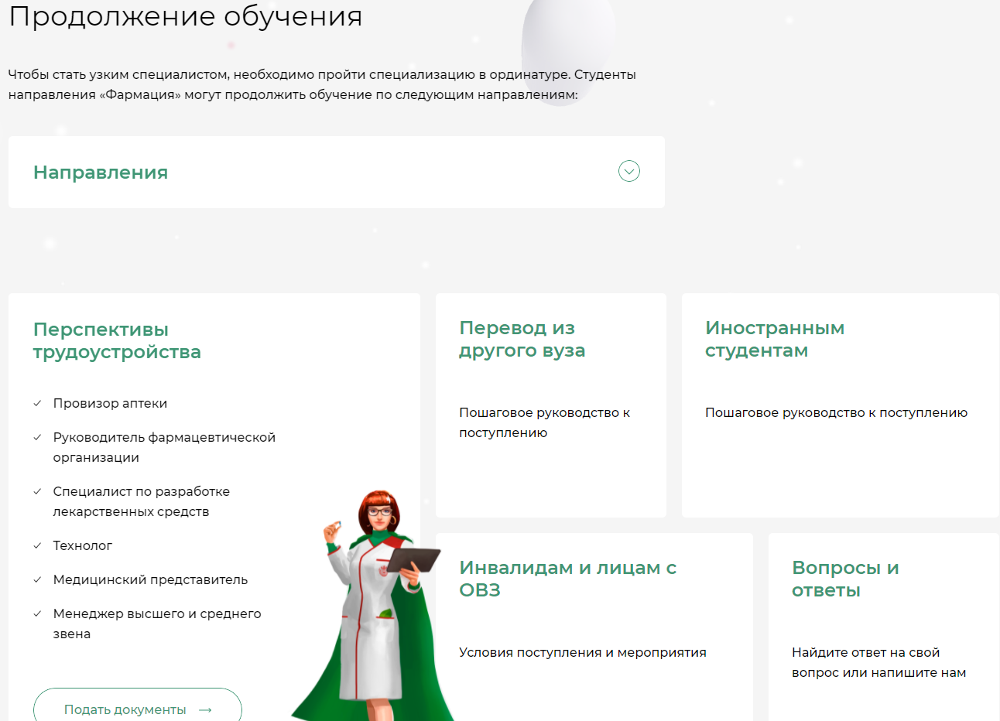 Продолжение обучения
Чтобы стать узким специалистом, необходимо пройти специализацию в ординатуре. Студенты
направления «Фармация» могут продолжить обучение по следующим направлениям:
Направления
Перспективы
трудоустройства
Провизор аптеки
Руководитель фармацевтической
организации
Специалист по разработке
лекарственных средств
Технолог
Медицинский представитель
Менеджер высшего и среднего
звена
Подать документы
Перевод из
другого вуза
Пошаговое руководство к
поступлению
Иностранным
студентам
Пошаговое руководство к поступлению
Инвалидам и лицам с
ОВЗ
Условия поступления и мероприятия
Вопросы и
ответы
Найдите ответ на свой
вопрос или напишите нам